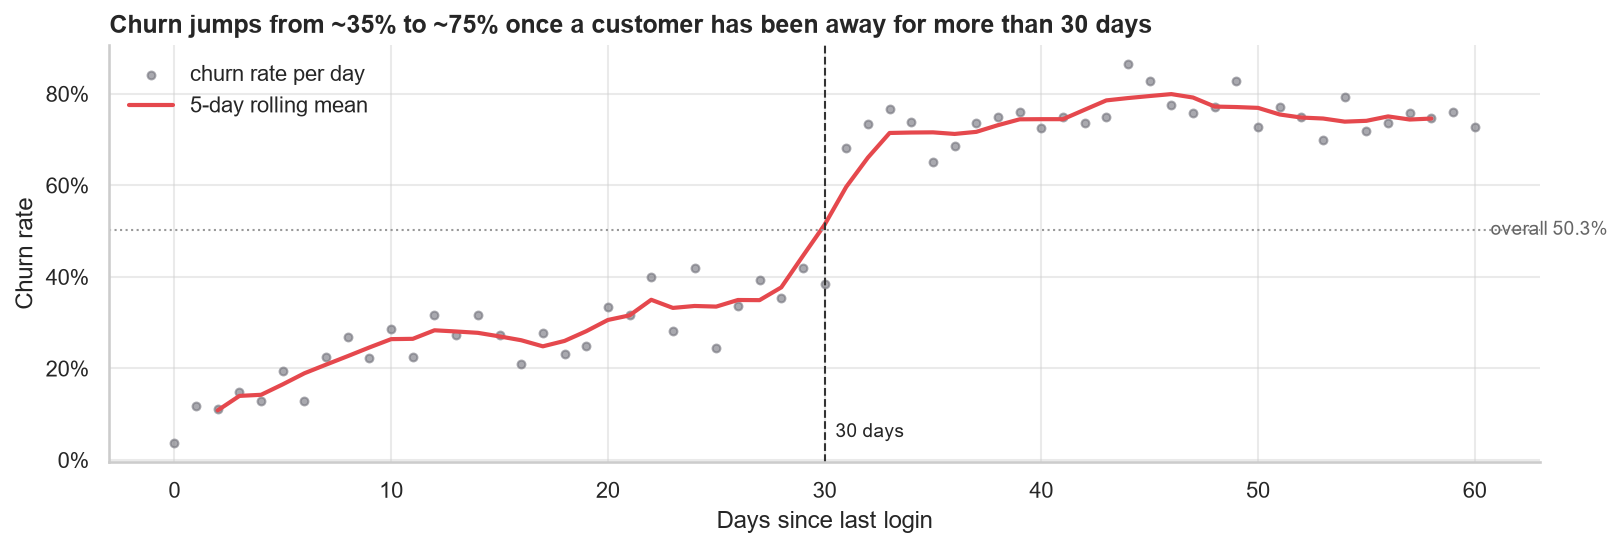 Churn jumps from ~35% to ~75% once a customer has been away for more than 30 days
churn rate per day
5-day rolling mean
80%
60%
40%
20%
0%
Churn rate
overall 50.3%
30 days
0 10 20 30 40 50 60
Days since last login